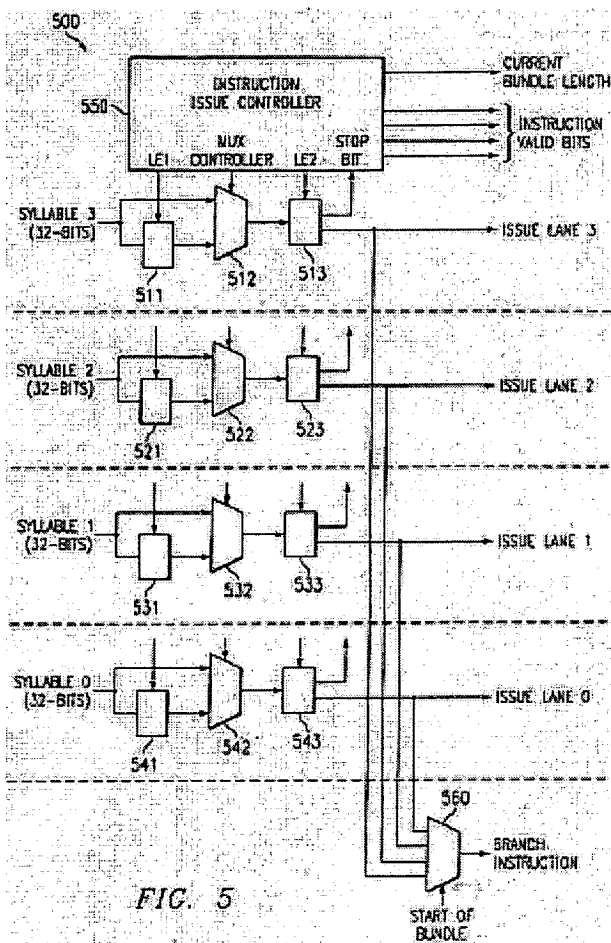 500
CURRENT
BUNDLE LENGTH
550
INSTRUCTION
ISSUE CONTROLLER
INSTRUCTION
VALID BITS
LE1
MUX
CONTROLLER
LE2
STOP
BIT
SYLLABLE 3
(32-BITS)
ISSUE LANE 3
511
512
513
SYLLABLE 2
(32-BITS)
ISSUE LANE 2
521
522
523
SYLLABLE 1
(32-BITS)
ISSUE LANE 1
531
532
533
SYLLABLE 0
(32-BITS)
ISSUE LANE 0
541
542
543
560
BRANCH
INSTRUCTION
FIG. 5
START OF
BUNDLE